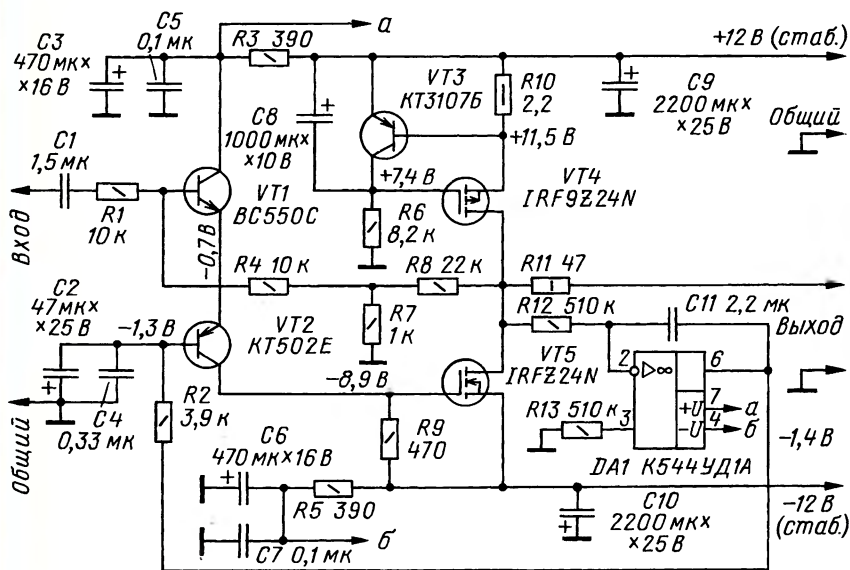 C3
470 мк×
×16 В
C5
0,1 мк
а
R3 390
+12 В (стаб.)
VT3
КТ3107Б
R10
2,2
C9
2200 мк×
×25 В
Общий
C8
1000 мк×
×10 В
+11,5 В
C1
1,5 мк
+7,4 В
VT4
IRF9Z24N
Вход
R1
10 к
VT1
BC550C
R6
8,2 к
-0,7 В
R4 10 к
R8 22 к
R11 47
C2
47 мк×
×25 В
-1,3 В
VT2
КТ502Е
R7
1 к
R12 510 к
C11 2,2 мк
Выход
-8,9 В
VT5
IRFZ24N
2
▷∞
6
Общий
C4
0,33 мк
R2
3,9 к
R9
470
R13 510 к
3
+U
7
а
-U
4
б
-1,4 В
C6
470 мк×16 В
DA1 К544УД1А
R5 390
C10
2200 мк×
×25 В
-12 В
(стаб.)
C7 0,1 мк
б